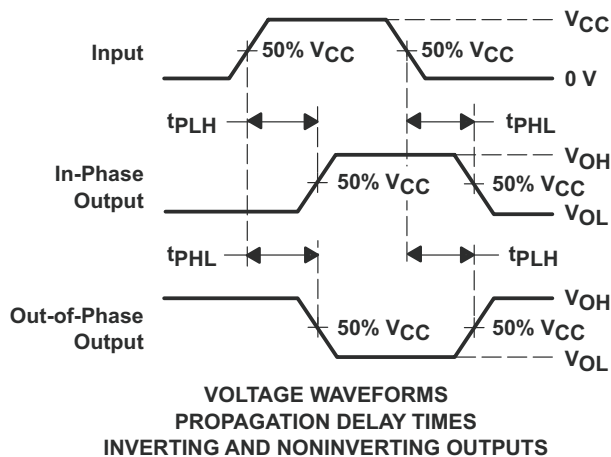 VCC
Input
50% VCC
50% VCC
0 V
tPLH
tPHL
VOH
In-Phase
Output
50% VCC
50% VCC
VOL
tPHL
tPLH
VOH
Out-of-Phase
Output
50% VCC
50% VCC
VOL
VOLTAGE WAVEFORMS
PROPAGATION DELAY TIMES
INVERTING AND NONINVERTING OUTPUTS